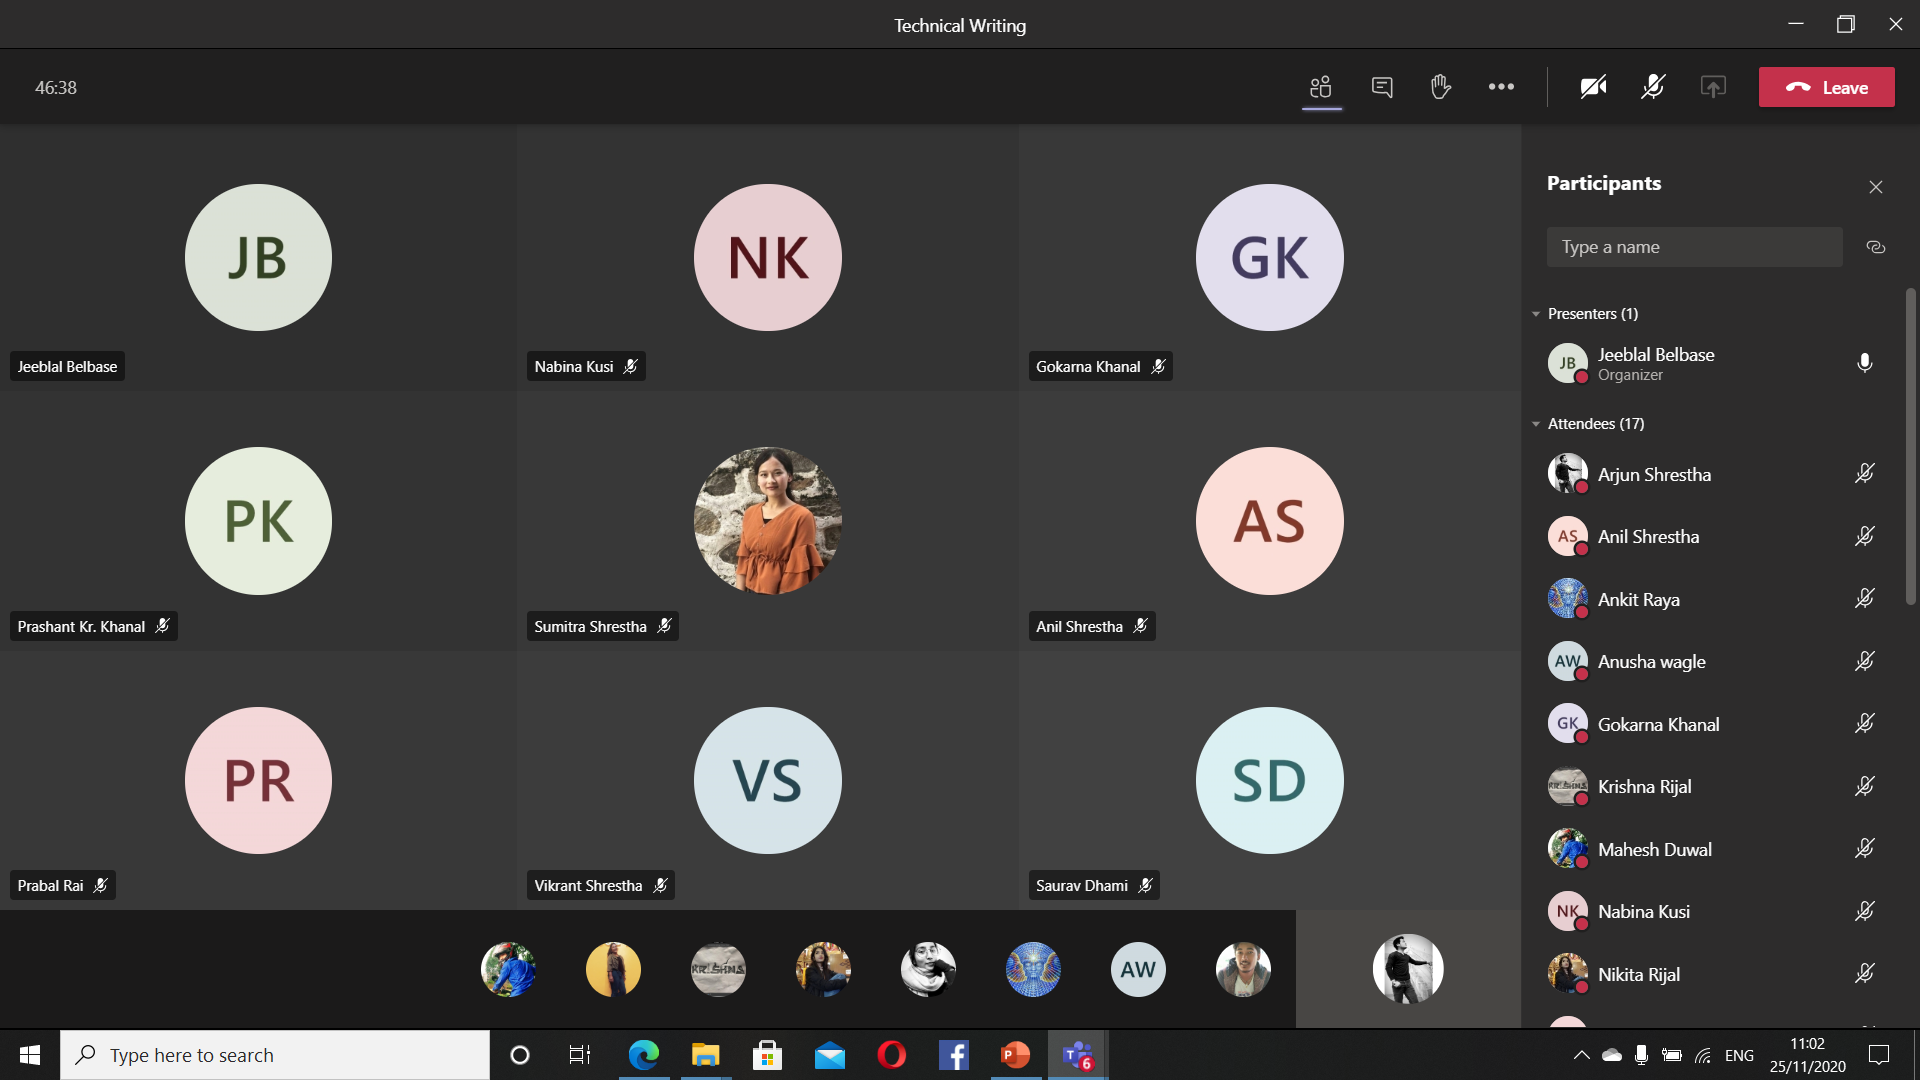 Technical Writing
46:38
Leave
JB
Jeeblal Belbase
NK
Nabina Kusi
GK
Gokarna Khanal
PK
Prashant Kr. Khanal
Sumitra Shrestha
AS
Anil Shrestha
PR
Prabal Rai
VS
Vikrant Shrestha
SD
Saurav Dhami
KRISHNA
AW
Participants
Type a name
Presenters (1)
JB
Jeeblal Belbase
Organizer
Attendees (17)
Arjun Shrestha
AS
Anil Shrestha
Ankit Raya
AW
Anusha wagle
GK
Gokarna Khanal
KRISHNA
Krishna Rijal
Mahesh Duwal
NK
Nabina Kusi
Nikita Rijal
Type here to search
P
T
6
ENG
11:02
25/11/2020